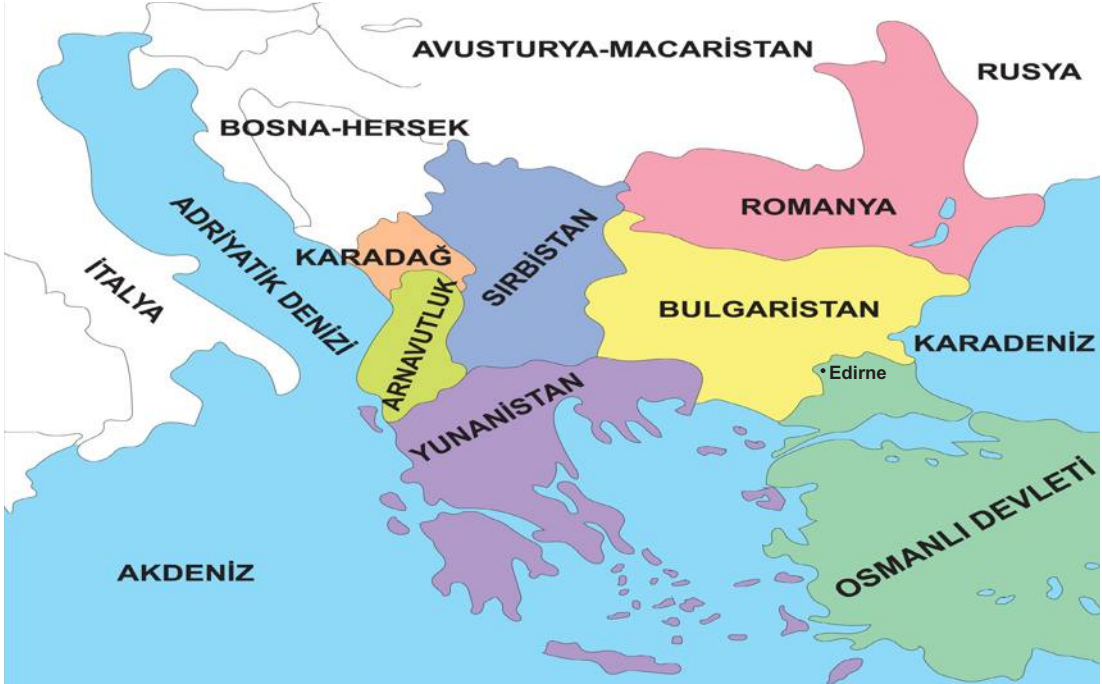 AVUSTURYA-MACARİSTAN
RUSYA
BOSNA-HERSEK
ROMANYA
ADRİYATİK DENİZİ
KARADAĞ
SIRBİSTAN
İTALYA
BULGARİSTAN
ARNAVUTLUK
KARADENİZ
Edirne
YUNANİSTAN
OSMANLI DEVLETİ
AKDENİZ